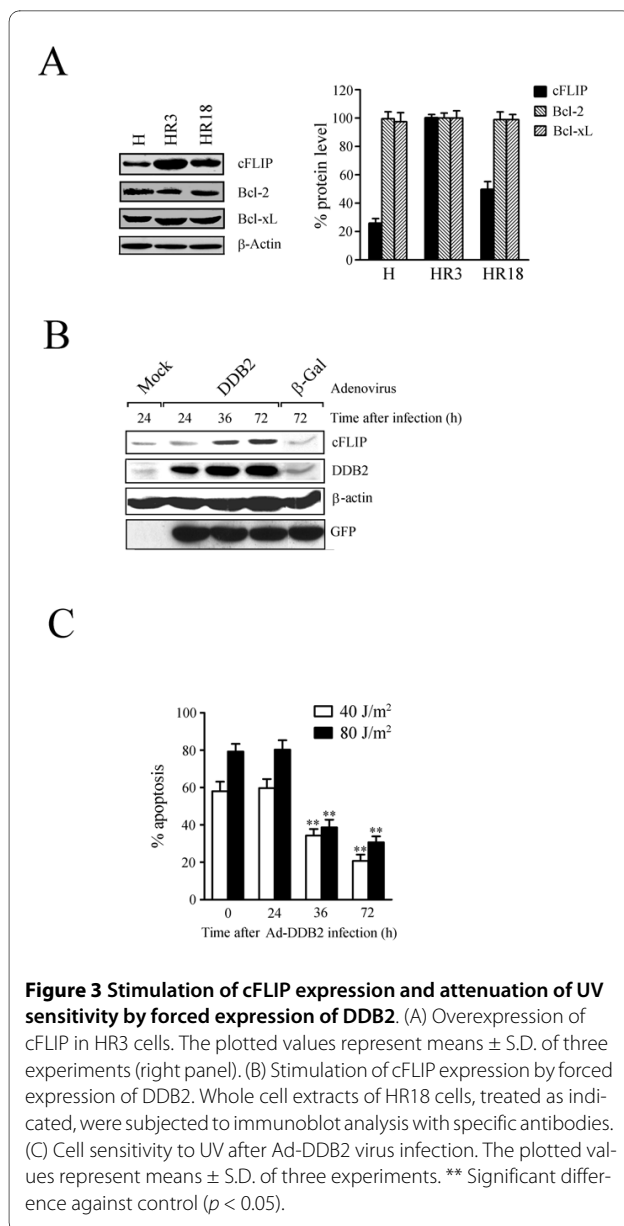 A
H
HR3
HR18
cFLIP
Bcl-2
Bcl-xL
β-Actin
% protein level
120
100
80
60
40
20
0
H
HR3
HR18
cFLIP
Bcl-2
Bcl-xL
B
Mock
DDB2
β-Gal
Adenovirus
24
24
36
72
72
Time after infection (h)
cFLIP
DDB2
β-actin
GFP
C
% apoptosis
100
80
60
40
20
0
40 J/m²
80 J/m²
**
**
**
**
0
24
36
72
Time after Ad-DDB2 infection (h)
Figure 3 Stimulation of cFLIP expression and attenuation of UV
sensitivity by forced expression of DDB2. (A) Overexpression of
cFLIP in HR3 cells. The plotted values represent means ± S.D. of three
experiments (right panel). (B) Stimulation of cFLIP expression by forced
expression of DDB2. Whole cell extracts of HR18 cells, treated as indi-
cated, were subjected to immunoblot analysis with specific antibodies.
(C) Cell sensitivity to UV after Ad-DDB2 virus infection. The plotted val-
ues represent means ± S.D. of three experiments. ** Significant differ-
ence against control (p < 0.05).